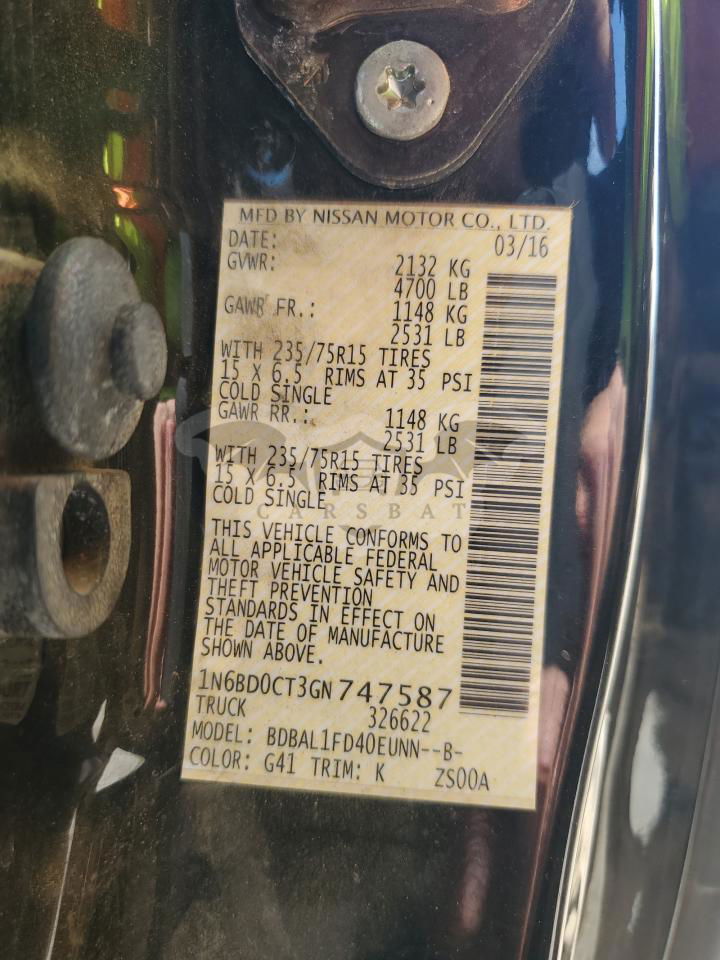 MFD BY NISSAN MOTOR CO., LTD.
DATE: 03/16
GVWR: 2132 KG
4700 LB
GAWR FR.: 1148 KG
2531 LB
WITH 235/75R15 TIRES
15 X 6.5 RIMS AT 35 PSI
COLD SINGLE
GAWR RR.: 1148 KG
2531 LB
WITH 235/75R15 TIRES
15 X 6.5 RIMS AT 35 PSI
COLD SINGLE
CARSBAT
THIS VEHICLE CONFORMS TO
ALL APPLICABLE FEDERAL
MOTOR VEHICLE SAFETY AND
THEFT PREVENTION
STANDARDS IN EFFECT ON
THE DATE OF MANUFACTURE
SHOWN ABOVE.
1N6BD0CT3GN747587
TRUCK 326622
MODEL: BDBAL1FD40EUNN--B-
COLOR: G41 TRIM: K ZS00A